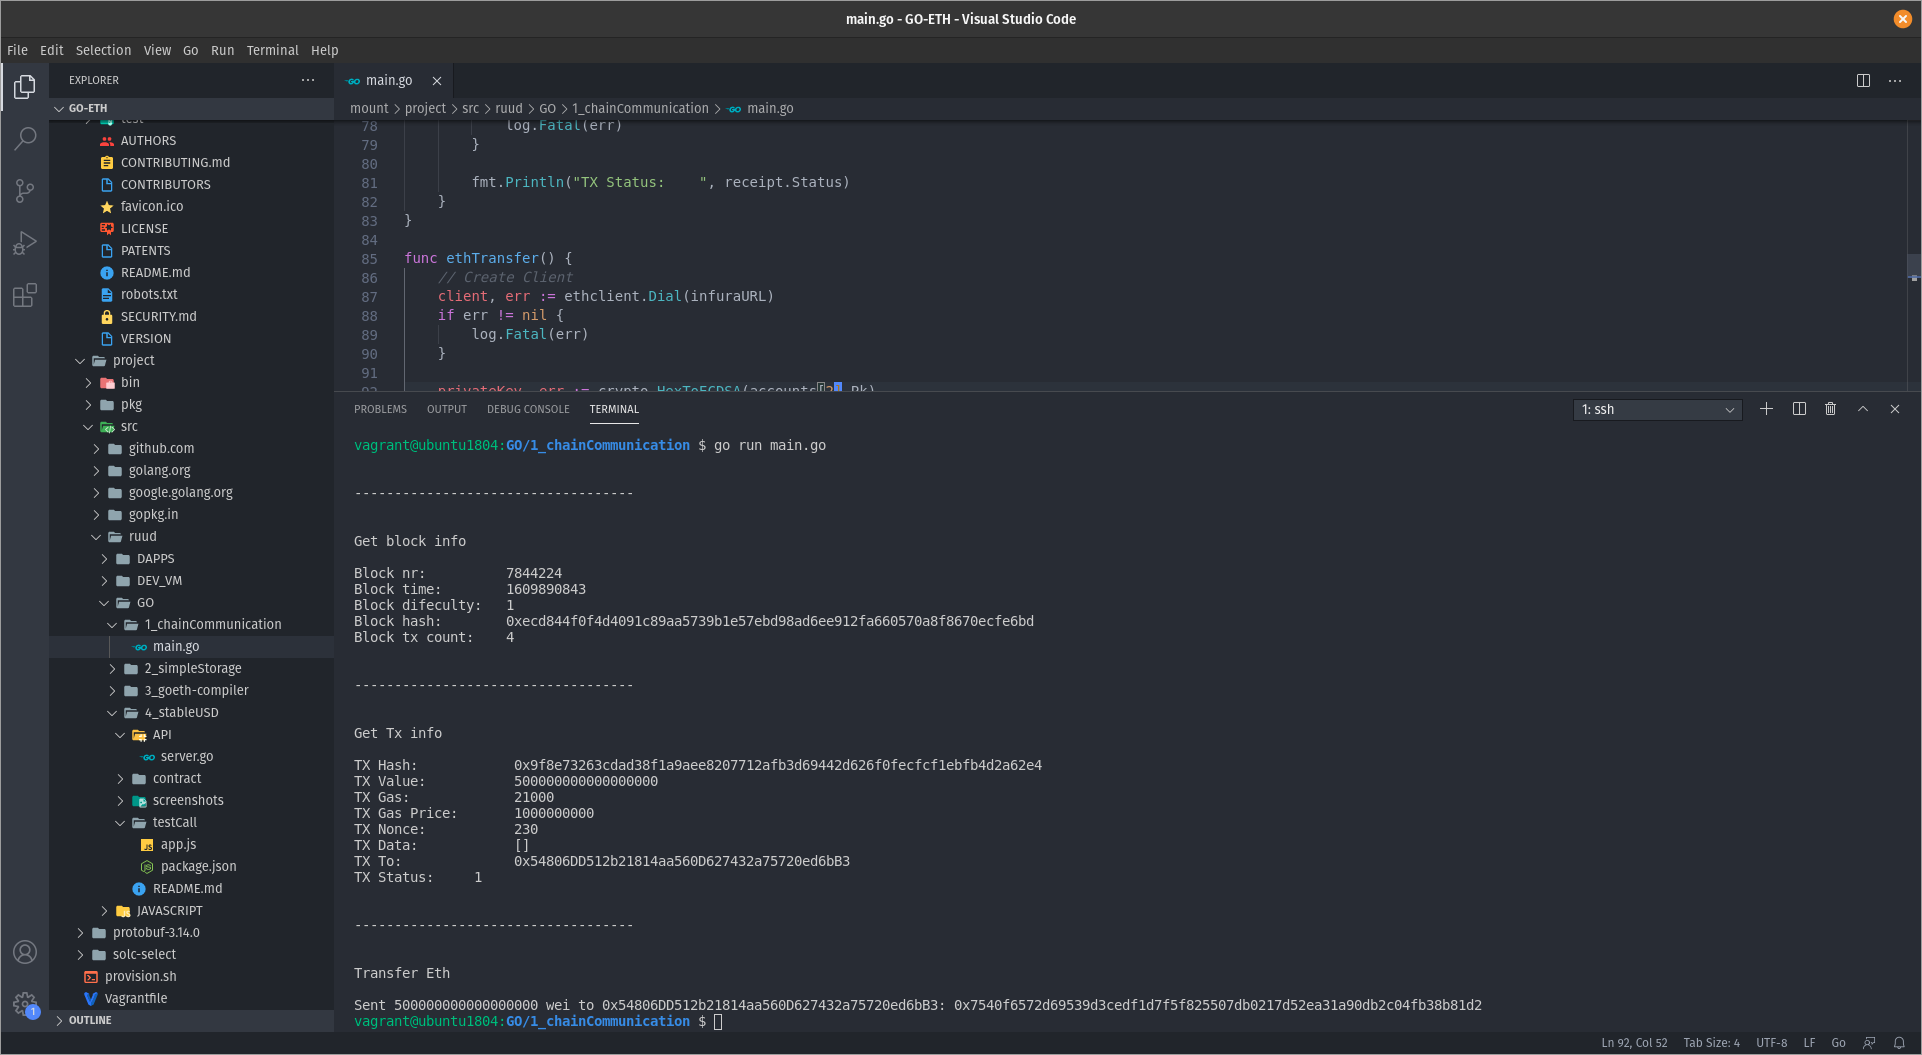 main.go - GO-ETH - Visual Studio Code
File Edit Selection View Go Run Terminal Help
EXPLORER
GO-ETH
test
AUTHORS
CONTRIBUTING.md
CONTRIBUTORS
favicon.ico
LICENSE
PATENTS
README.md
robots.txt
SECURITY.md
VERSION
project
bin
pkg
src
github.com
golang.org
google.golang.org
gopkg.in
ruud
DAPPS
DEV_VM
GO
1_chainCommunication
main.go
2_simpleStorage
3_goeth-compiler
4_stableUSD
API
server.go
contract
screenshots
testCall
app.js
package.json
README.md
JAVASCRIPT
protobuf-3.14.0
solc-select
provision.sh
Vagrantfile
OUTLINE
main.go
mount > project > src > ruud > GO > 1_chainCommunication > main.go
78 log.Fatal(err)
79 }
80
81 fmt.Println("TX Status:    ", receipt.Status)
82 }
83 }
84
85 func ethTransfer() {
86 // Create Client
87 client, err := ethclient.Dial(infuraURL)
88 if err != nil {
89 log.Fatal(err)
90 }
91
92 privateKey, err := crypto.HexToECDSA(accounts[2].Pk)
PROBLEMS OUTPUT DEBUG CONSOLE TERMINAL
1: ssh
vagrant@ubuntu1804:GO/1_chainCommunication $ go run main.go
-----------------------------------
Get block info
Block nr: 7844224
Block time: 1609890843
Block difeculty: 1
Block hash: 0xecd844f0f4d4091c89aa5739b1e57ebd98ad6ee912fa660570a8f8670ecfe6bd
Block tx count: 4
-----------------------------------
Get Tx info
TX Hash: 0x9f8e73263cdad38f1a9aee8207712afb3d69442d626f0fecfcf1ebfb4d2a62e4
TX Value: 500000000000000000
TX Gas: 21000
TX Gas Price: 1000000000
TX Nonce: 230
TX Data: []
TX To: 0x54806DD512b21814aa560D627432a75720ed6bB3
TX Status: 1
-----------------------------------
Transfer Eth
Sent 500000000000000000 wei to 0x54806DD512b21814aa560D627432a75720ed6bB3: 0x7540f6572d69539d3cedf1d7f5f825507db0217d52ea31a90db2c04fb38b81d2
vagrant@ubuntu1804:GO/1_chainCommunication $
1
Ln 92, Col 52 Tab Size: 4 UTF-8 LF Go